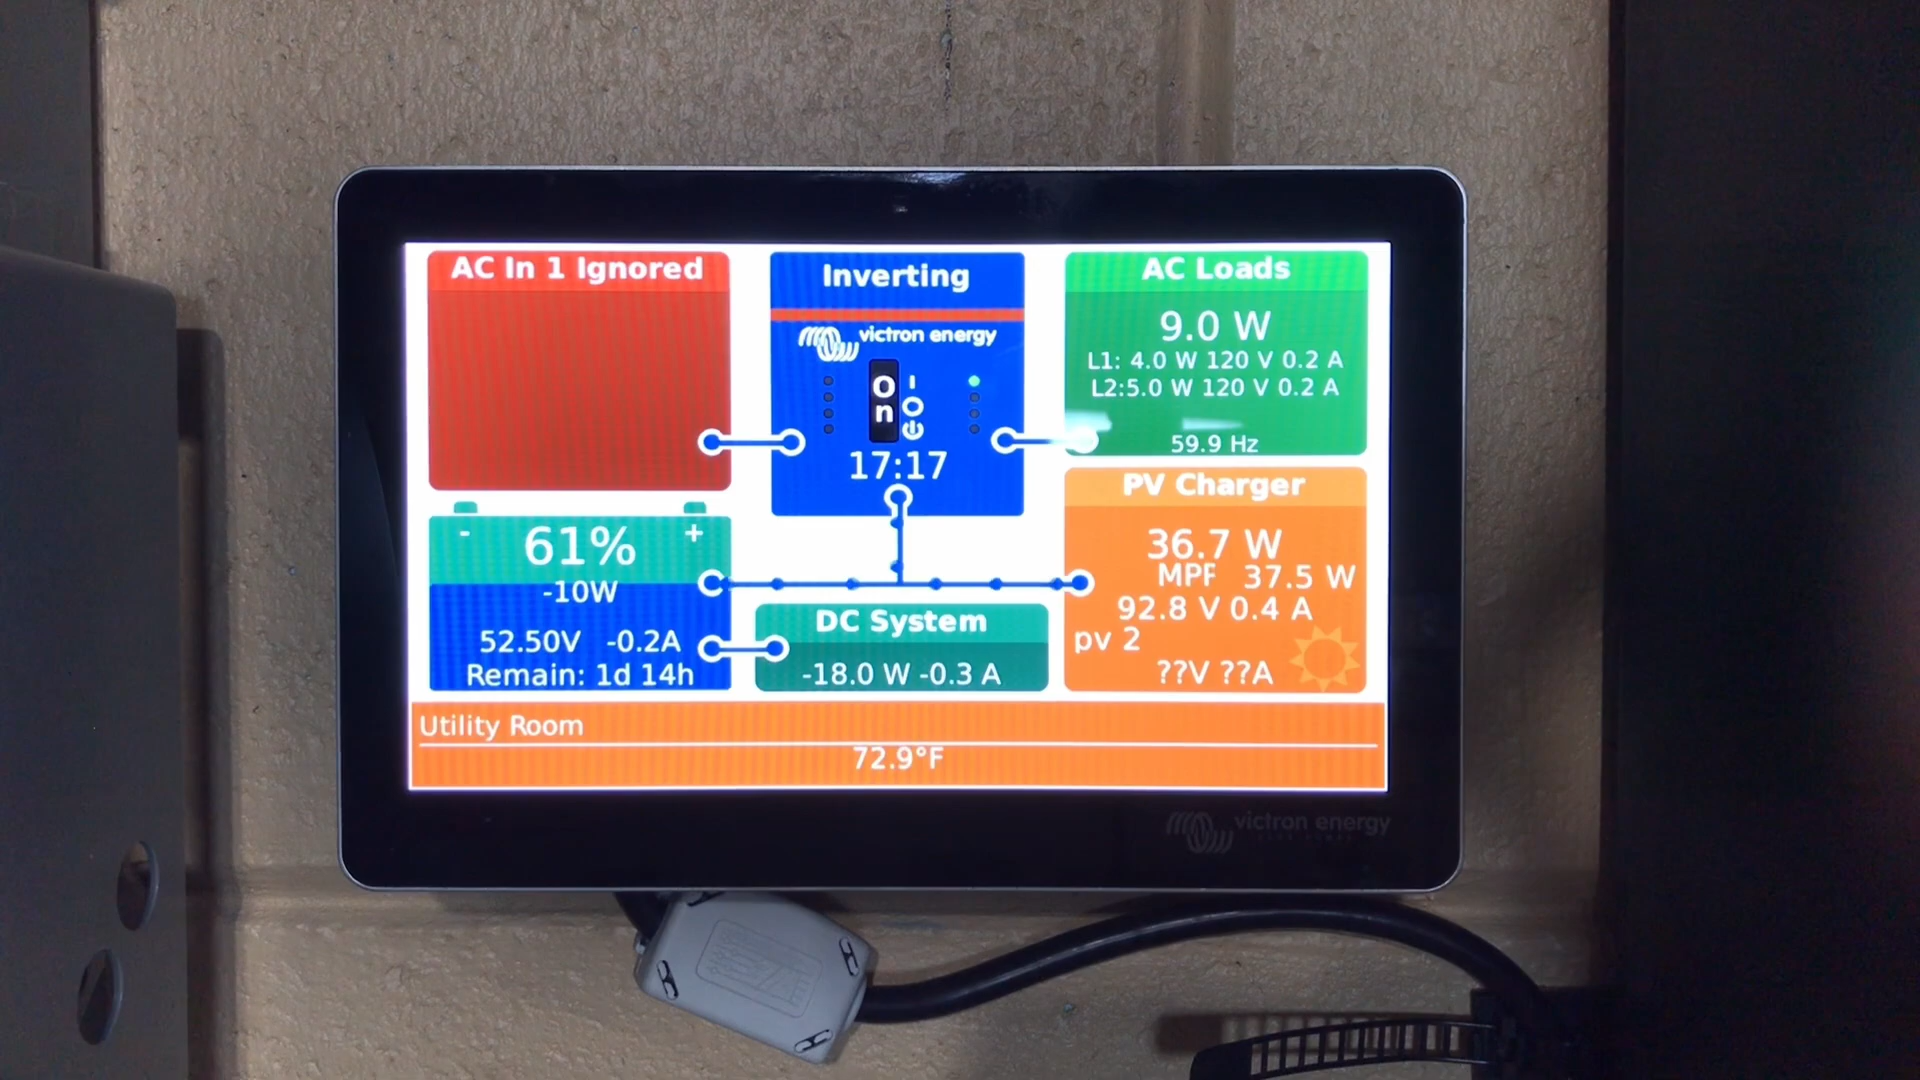 AC In 1 Ignored
Inverting
victron energy
On
17:17
AC Loads
9.0 W
L1: 4.0 W 120 V 0.2 A
L2:5.0 W 120 V 0.2 A
59.9 Hz
- 61% +
-10W
52.50V -0.2A
Remain: 1d 14h
DC System
-18.0 W -0.3 A
PV Charger
36.7 W
37.5 W
92.8 V 0.4 A
pv 2
??V ??A
Utility Room
72.9°F
victron energy